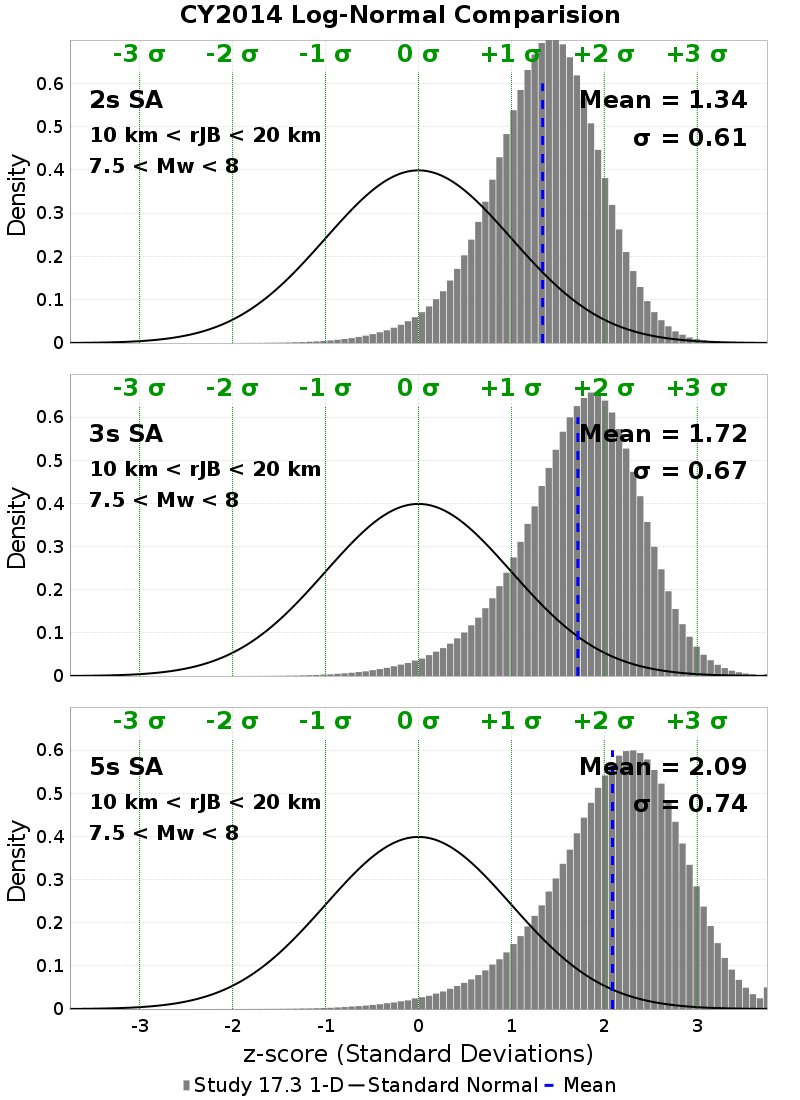 CY2014 Log-Normal Comparision
-3 σ -2 σ -1 σ 0 σ +1 σ +2 σ +3 σ
2s SA
Mean = 1.34
10 km < rJB < 20 km
σ = 0.61
7.5 < Mw < 8
Density
0.6
0.5
0.4
0.3
0.2
0.1
0
-3 σ -2 σ -1 σ 0 σ +1 σ +2 σ +3 σ
3s SA
Mean = 1.72
10 km < rJB < 20 km
σ = 0.67
7.5 < Mw < 8
Density
0.6
0.5
0.4
0.3
0.2
0.1
0
-3 σ -2 σ -1 σ 0 σ +1 σ +2 σ +3 σ
5s SA
Mean = 2.09
10 km < rJB < 20 km
σ = 0.74
7.5 < Mw < 8
Density
0.6
0.5
0.4
0.3
0.2
0.1
0
-3 -2 -1 0 1 2 3
z-score (Standard Deviations)
Study 17.3 1-D Standard Normal Mean